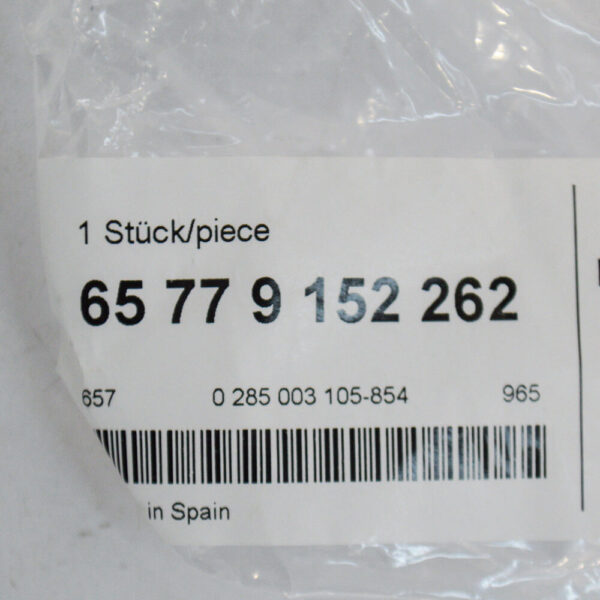 1 Stück/piece
65 77 9 152 262
657 0 285 003 105-854 965
in Spain